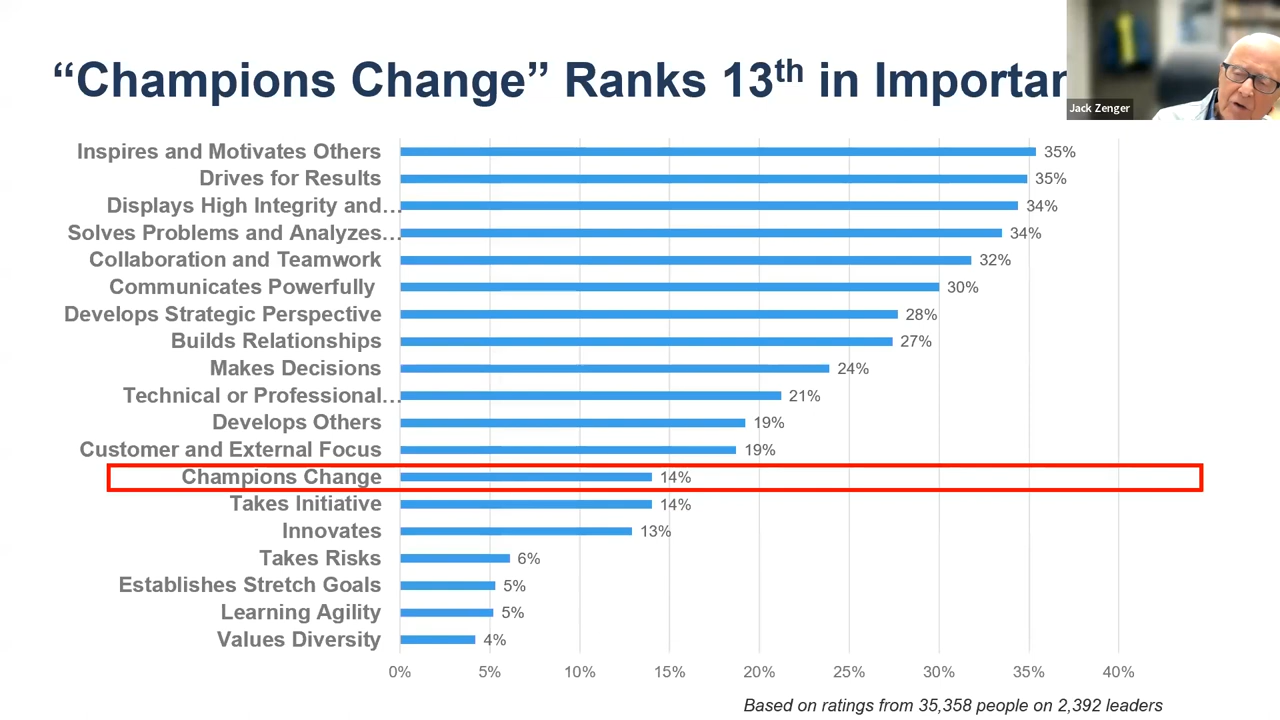 “Champions Change” Ranks 13th in Importan
Jack Zenger
Inspires and Motivates Others 35%
Drives for Results 35%
Displays High Integrity and… 34%
Solves Problems and Analyzes… 34%
Collaboration and Teamwork 32%
Communicates Powerfully 30%
Develops Strategic Perspective 28%
Builds Relationships 27%
Makes Decisions 24%
Technical or Professional… 21%
Develops Others 19%
Customer and External Focus 19%
Champions Change 14%
Takes Initiative 14%
Innovates 13%
Takes Risks 6%
Establishes Stretch Goals 5%
Learning Agility 5%
Values Diversity 4%
0% 5% 10% 15% 20% 25% 30% 35% 40%
Based on ratings from 35,358 people on 2,392 leaders